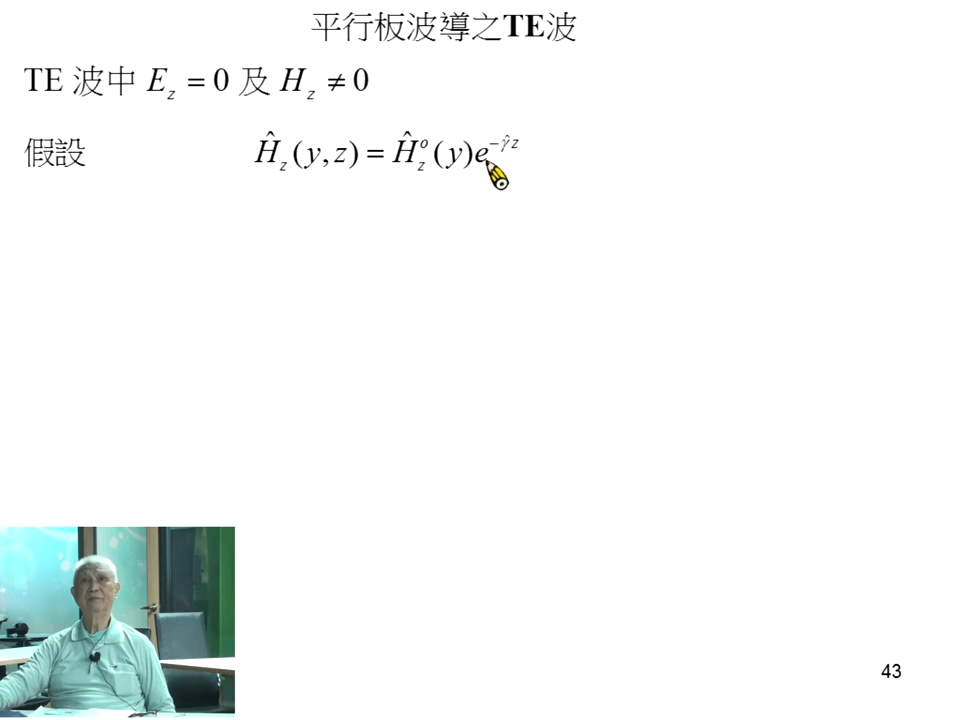 平行板波導之TE波
TE 波中 E_z = 0 及 H_z ≠ 0
假設 Ĥ_z (y, z) = Ĥ_z^o (y)e^{-γ̂ z}
43